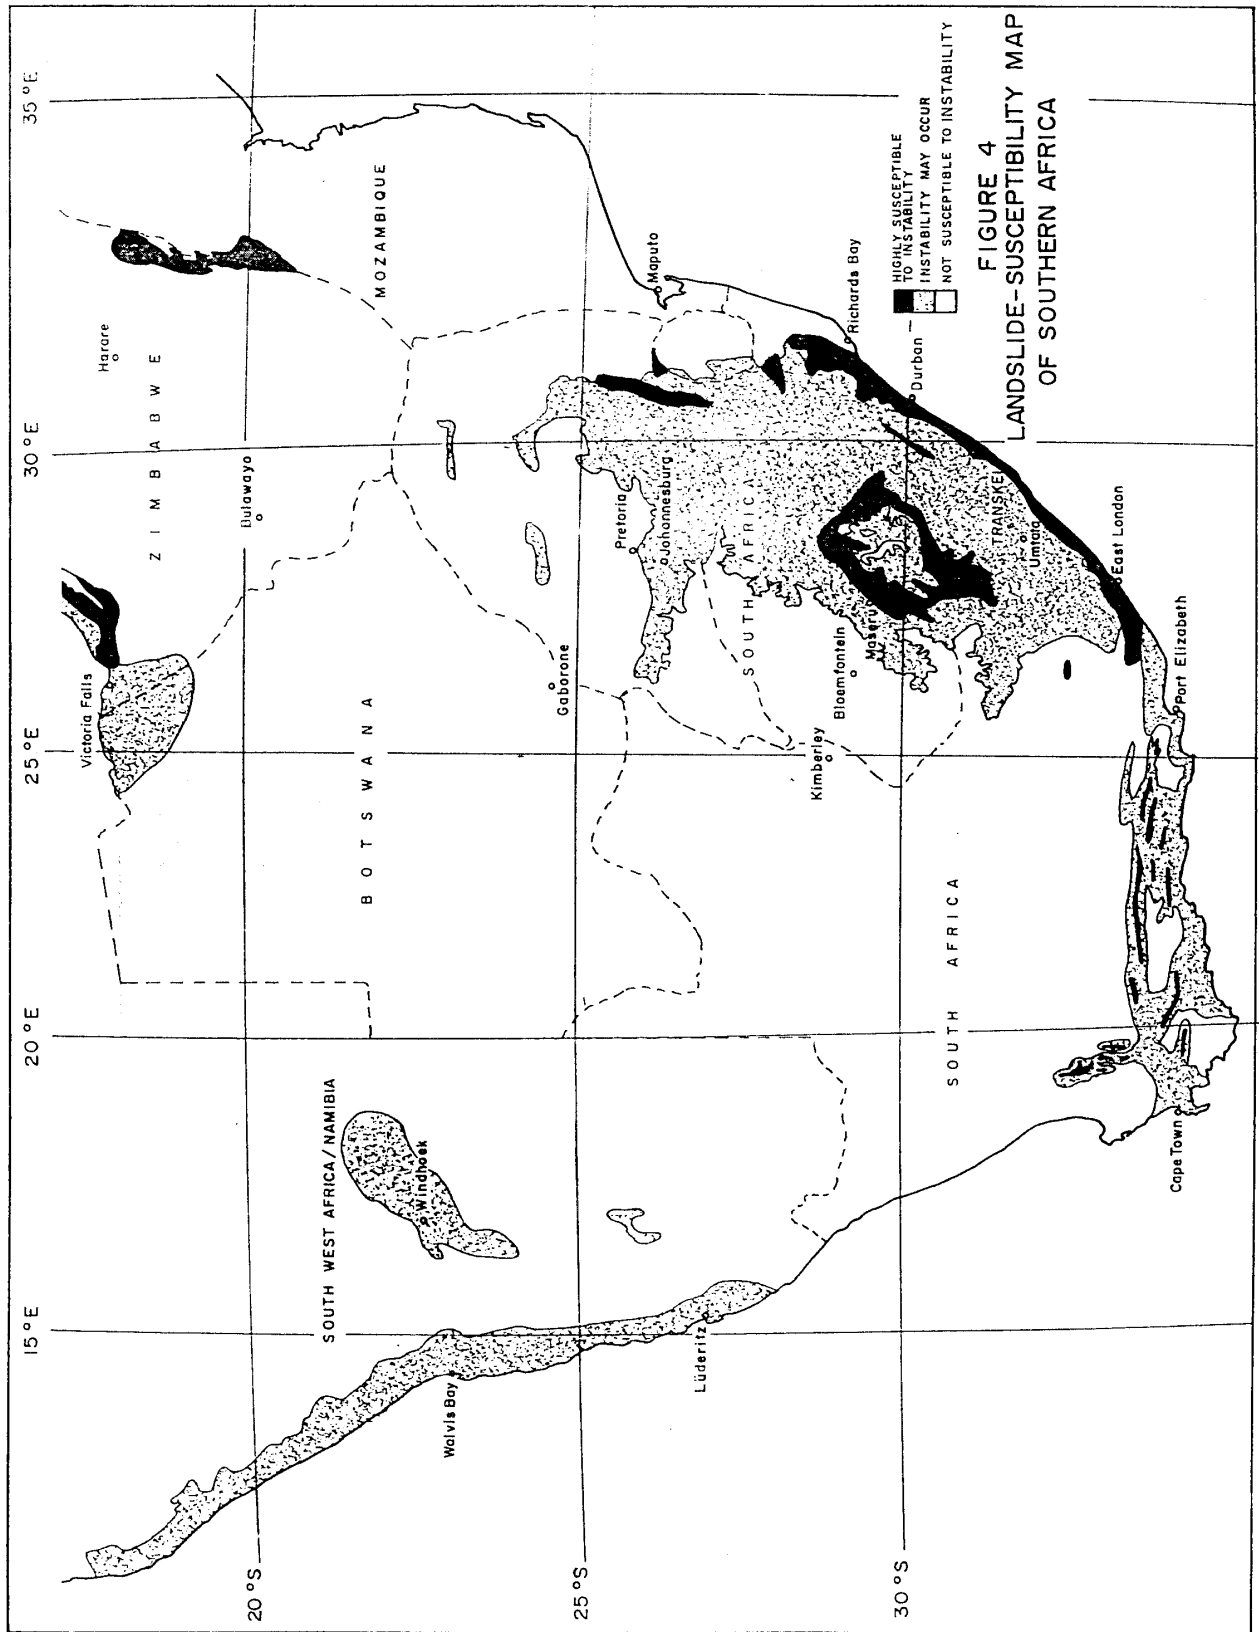 15°E
20°E
25°E
30°E
35°E
20°S
25°S
30°S
Harare
ZIMBABWE
Bulawayo
Victoria Falls
MOZAMBIQUE
BOTSWANA
SOUTH WEST AFRICA/NAMIBIA
Windhoek
Walvis Bay
Lüderitz
Gaborone
Pretoria
Johannesburg
Maputo
SOUTH AFRICA
Kimberley
Bloemfontein
Maseru
Richards Bay
Durban
TRANSKEI
Umtata
East London
Port Elizabeth
SOUTH AFRICA
Cape Town
HIGHLY SUSCEPTIBLE
TO INSTABILITY
INSTABILITY MAY OCCUR
NOT SUSCEPTIBLE TO INSTABILITY
FIGURE 4
LANDSLIDE-SUSCEPTIBILITY MAP
OF SOUTHERN AFRICA